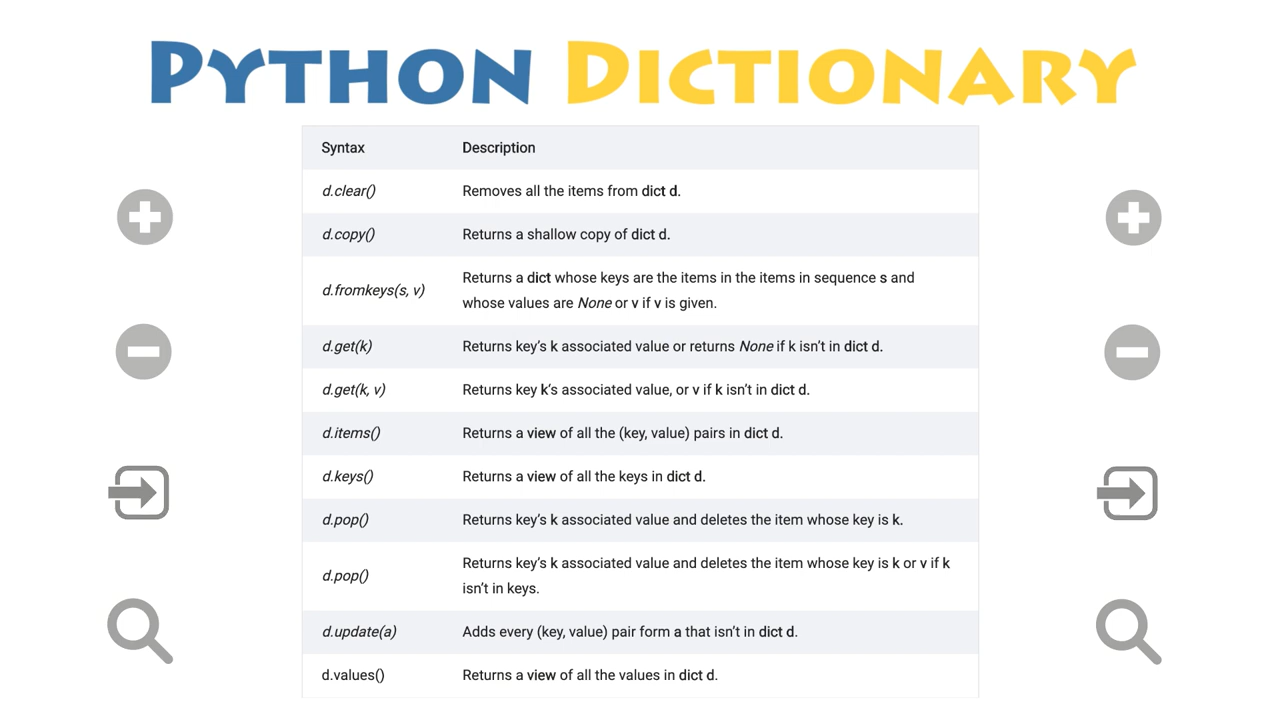 PYTHON DICTIONARY
Syntax Description
d.clear() Removes all the items from dict d.
d.copy() Returns a shallow copy of dict d.
d.fromkeys(s, v) Returns a dict whose keys are the items in the items in sequence s and
whose values are None or v if v is given.
d.get(k) Returns key’s k associated value or returns None if k isn’t in dict d.
d.get(k, v) Returns key k’s associated value, or v if k isn’t in dict d.
d.items() Returns a view of all the (key, value) pairs in dict d.
d.keys() Returns a view of all the keys in dict d.
d.pop() Returns key’s k associated value and deletes the item whose key is k.
d.pop() Returns key’s k associated value and deletes the item whose key is k or v if k
isn’t in keys.
d.update(a) Adds every (key, value) pair form a that isn’t in dict d.
d.values() Returns a view of all the values in dict d.